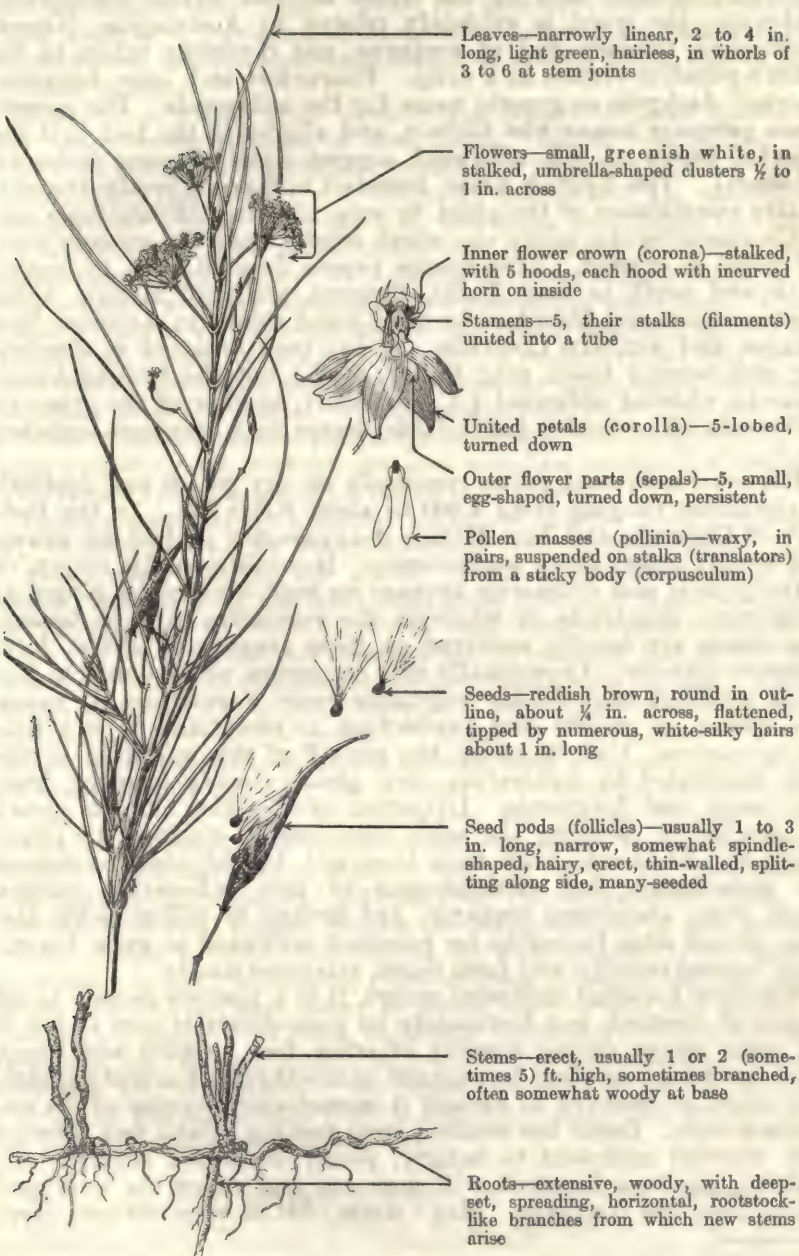 Leaves—narrowly linear, 2 to 4 in.
long, light green, hairless, in whorls of
3 to 6 at stem joints
Flowers—small, greenish white, in
stalked, umbrella-shaped clusters ½ to
1 in. across
Inner flower crown (corona)—stalked,
with 5 hoods, each hood with incurved
horn on inside
Stamens—5, their stalks (filaments)
united into a tube
United petals (corolla)—5-lobed,
turned down
Outer flower parts (sepals)—5, small,
egg-shaped, turned down, persistent
Pollen masses (pollinia)—waxy, in
pairs, suspended on stalks (translators)
from a sticky body (corpusculum)
Seeds—reddish brown, round in out-
line, about ¼ in. across, flattened,
tipped by numerous, white-silky hairs
about 1 in. long
Seed pods (follicles)—usually 1 to 3
in. long, narrow, somewhat spindle-
shaped, hairy, erect, thin-walled, split-
ting along side, many-seeded
Stems—erect, usually 1 or 2 (some-
times 5) ft. high, sometimes branched,
often somewhat woody at base
Roots—extensive, woody, with deep-
set, spreading, horizontal, rootstock-
like branches from which new stems
arise